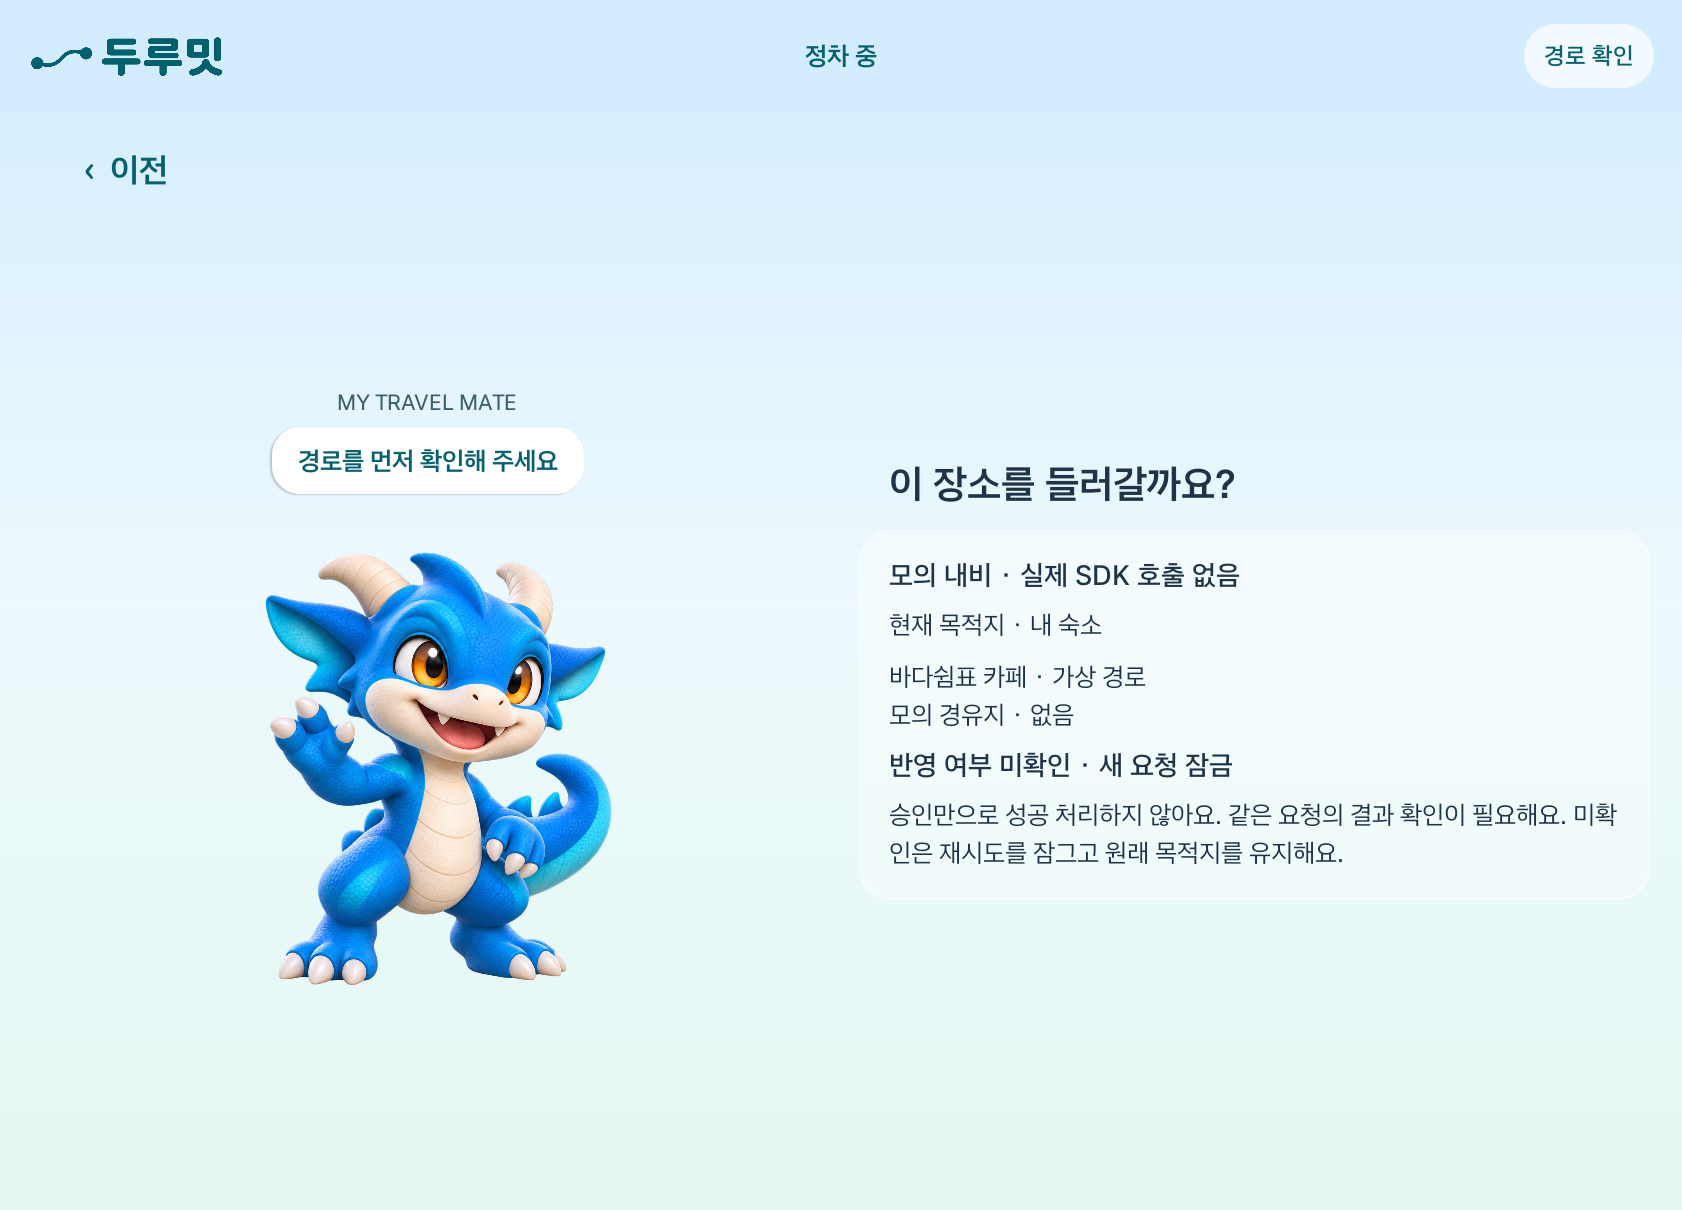 두루밋
정차 중
경로 확인
‹ 이전
MY TRAVEL MATE
경로를 먼저 확인해 주세요
이 장소를 들러갈까요?
모의 내비 · 실제 SDK 호출 없음
현재 목적지 · 내 숙소
바다쉼표 카페 · 가상 경로
모의 경유지 · 없음
반영 여부 미확인 · 새 요청 잠금
승인만으로 성공 처리하지 않아요. 같은 요청의 결과 확인이 필요해요. 미확
인은 재시도를 잠그고 원래 목적지를 유지해요.